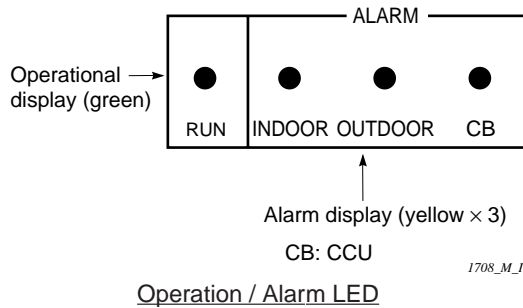 ALARM
Operational
display (green)
RUN
INDOOR OUTDOOR CB
Alarm display (yellow × 3)
CB: CCU
1708_M_I
Operation / Alarm LED